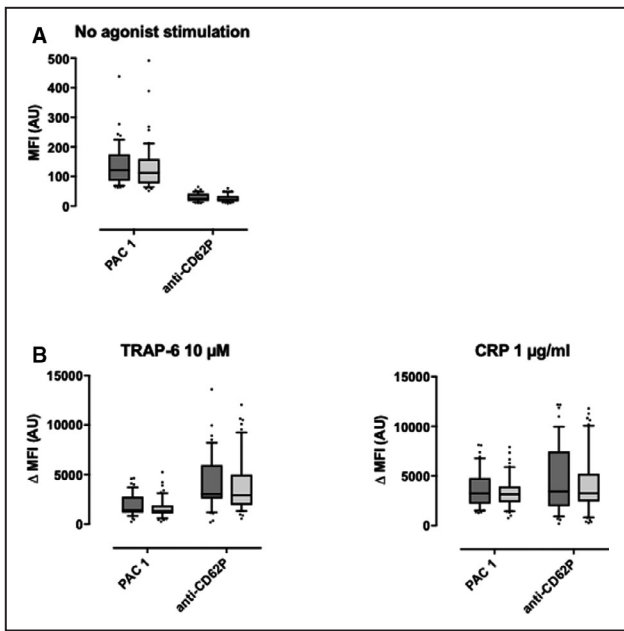 A
No agonist stimulation
MFI (AU)
500
400
300
200
100
0
PAC 1
anti-CD62P
B
TRAP-6 10 µM
Δ MFI (AU)
15000
10000
5000
0
PAC 1
anti-CD62P
CRP 1 µg/ml
Δ MFI (AU)
15000
10000
5000
0
PAC 1
anti-CD62P